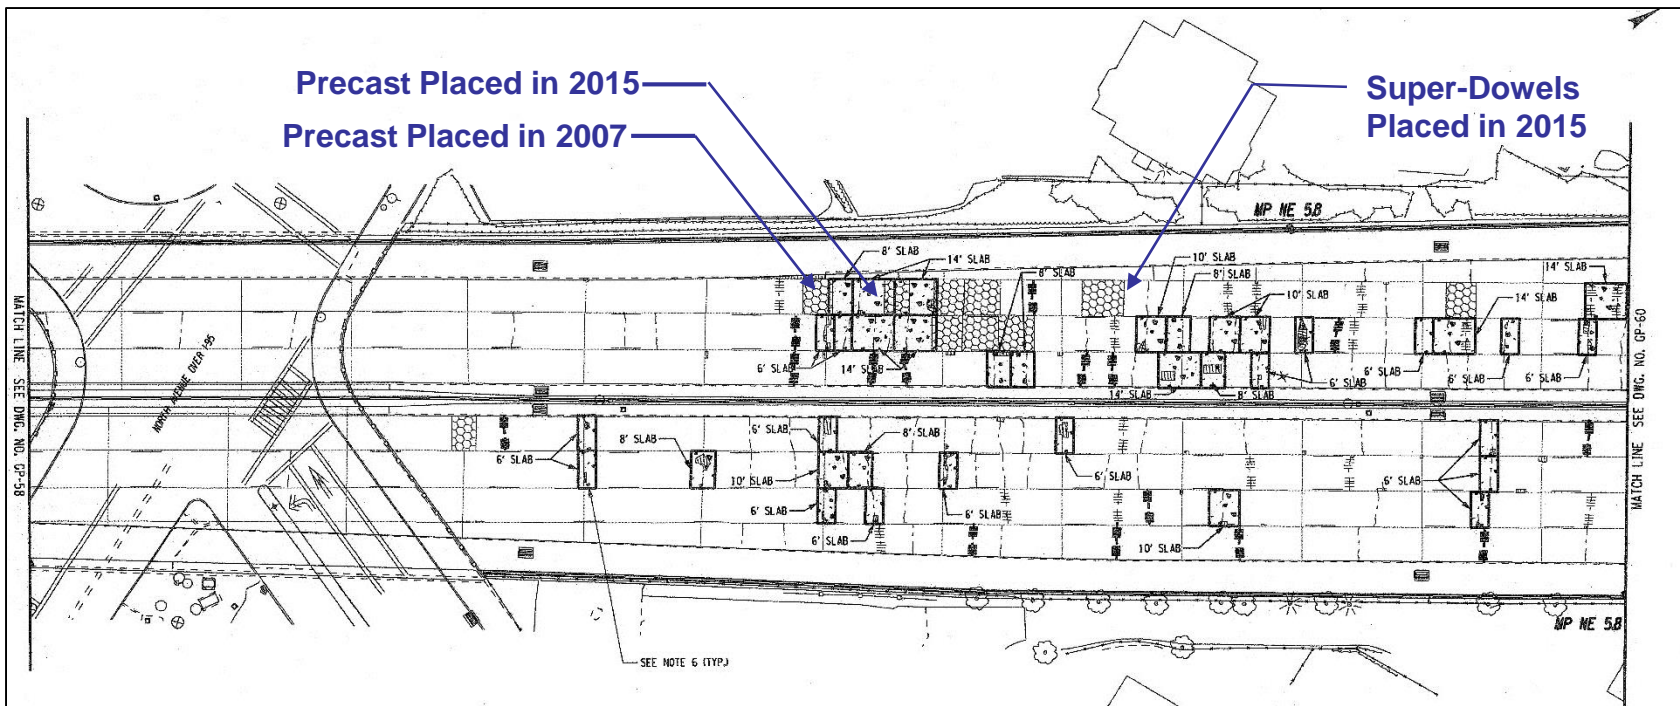 Precast Placed in 2015
Precast Placed in 2007
Super-Dowels
Placed in 2015
MP NE 5.8
8' SLAB
14' SLAB
8' SLAB
10' SLAB
8' SLAB
10' SLAB
14' SLAB
14' SLAB
6' SLAB
14' SLAB
14' SLAB
8' SLAB
6' SLAB
6' SLAB
6' SLAB
6' SLAB
MATCH LINE SEE DWG. NO. GP-58
NORTH AVENUE OVER I-95
MATCH LINE SEE DWG. NO. GP-60
6' SLAB
8' SLAB
6' SLAB
8' SLAB
10' SLAB
6' SLAB
6' SLAB
6' SLAB
6' SLAB
10' SLAB
6' SLAB
6' SLAB
SEE NOTE 6 (TYP.)
MP NE 5.8